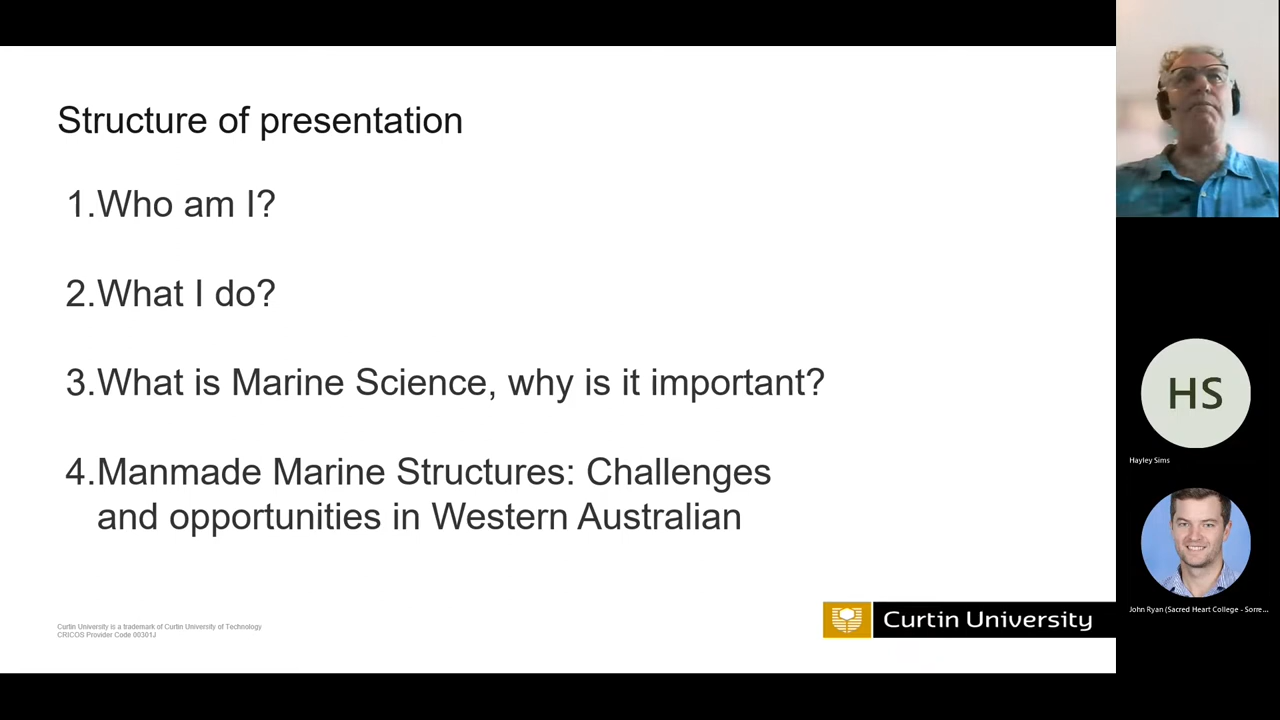 Structure of presentation
1.Who am I?
2.What I do?
3.What is Marine Science, why is it important?
4.Manmade Marine Structures: Challenges
and opportunities in Western Australian
Curtin University is a trademark of Curtin University of Technology
CRICOS Provider Code 00301J
Curtin University
HS
Hayley Sims
John Ryan (Sacred Heart College - Sorre...